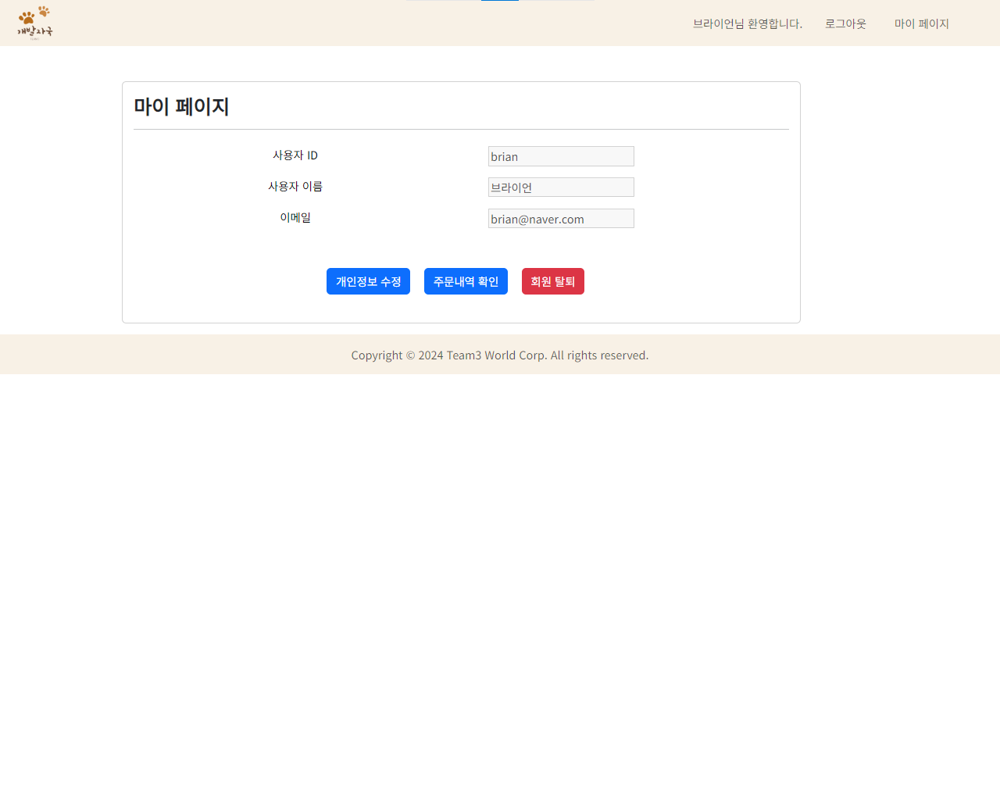 개발자국
브라이언님 환영합니다. 로그아웃 마이 페이지
마이 페이지
사용자 ID brian
사용자 이름 브라이언
이메일 brian@naver.com
개인정보 수정 주문내역 확인 회원 탈퇴
Copyright © 2024 Team3 World Corp. All rights reserved.